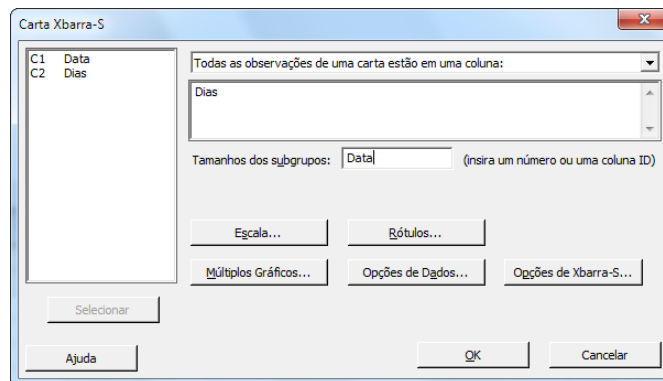 Carta Xbarra-S
x
C1 Data
C2 Dias
Todas as observações de uma carta estão em uma coluna:
Dias
Tamanhos dos subgrupos: Data (insira um número ou uma coluna ID)
Escala... Rótulos...
Múltiplos Gráficos... Opções de Dados... Opções de Xbarra-S...
Selecionar
Ajuda OK Cancelar